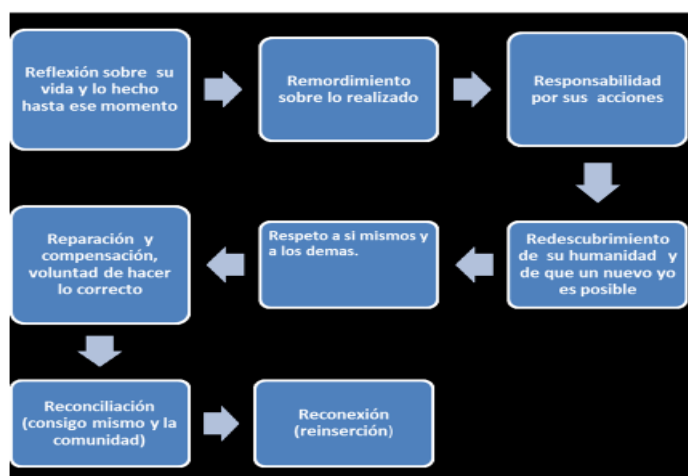 Reflexión sobre su
vida y lo hecho
hasta ese momento
Remordimiento
sobre lo realizado
Responsabilidad
por sus acciones
Redescubrimiento
de su humanidad y
de que un nuevo yo
es posible
Respeto a si mismos y
a los demas.
Reparación y
compensación,
voluntad de hacer
lo correcto
Reconciliación
(consigo mismo y la
comunidad)
Reconexión
(reinserción)